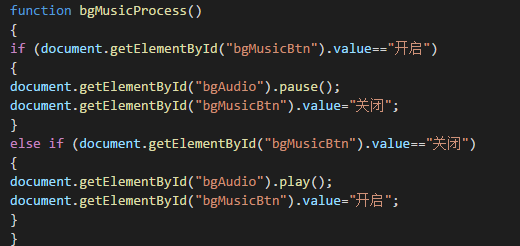 function bgMusicProcess()
{
if (document.getElementById("bgMusicBtn").value=="开启")
{
document.getElementById("bgAudio").pause();
document.getElementById("bgMusicBtn").value="关闭";
}
else if (document.getElementById("bgMusicBtn").value=="关闭")
{
document.getElementById("bgAudio").play();
document.getElementById("bgMusicBtn").value="开启";
}
}